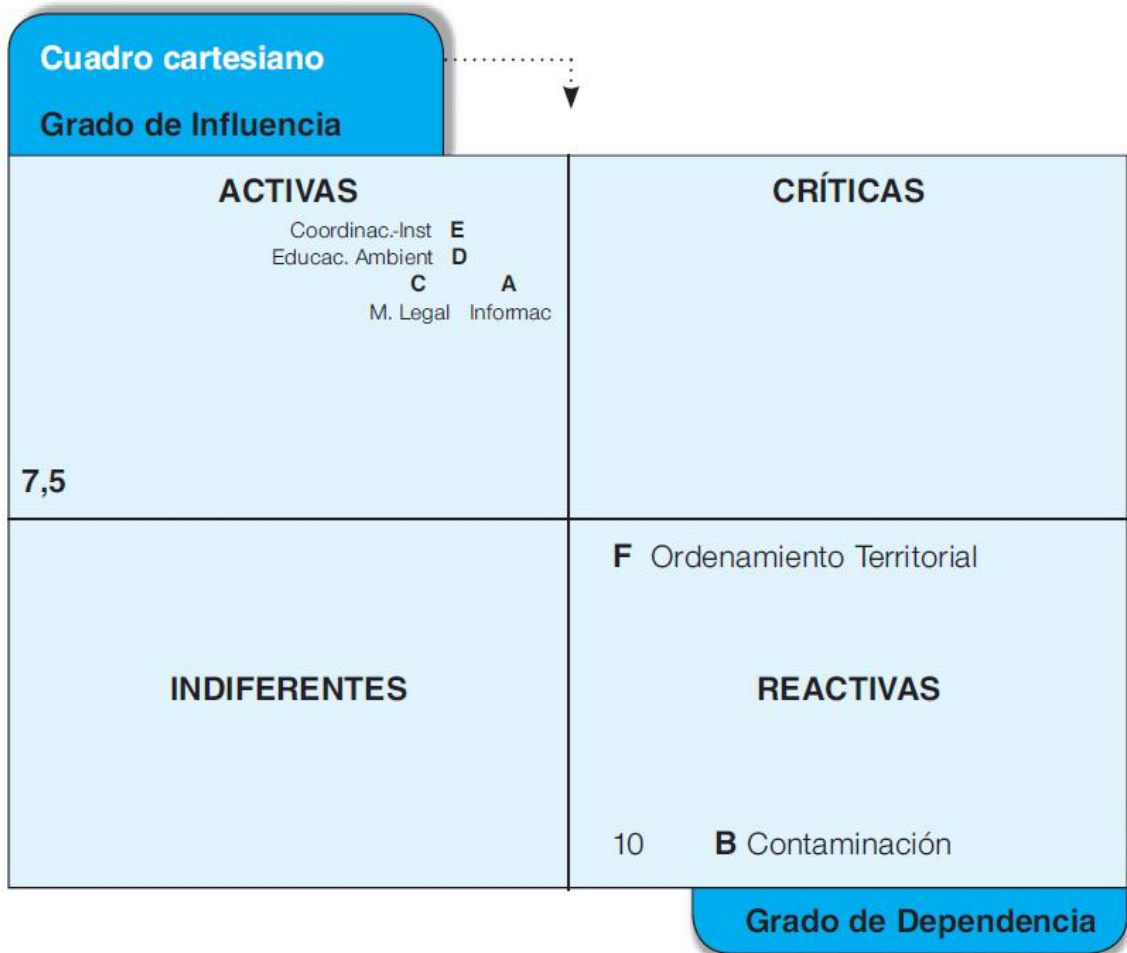 Cuadro cartesiano
Grado de Influencia
ACTIVAS
Coordinac.-Inst E
Educac. Ambient D
C A
M. Legal Informac
7,5
CRÍTICAS
INDIFERENTES
F Ordenamiento Territorial
REACTIVAS
10 B Contaminación
Grado de Dependencia